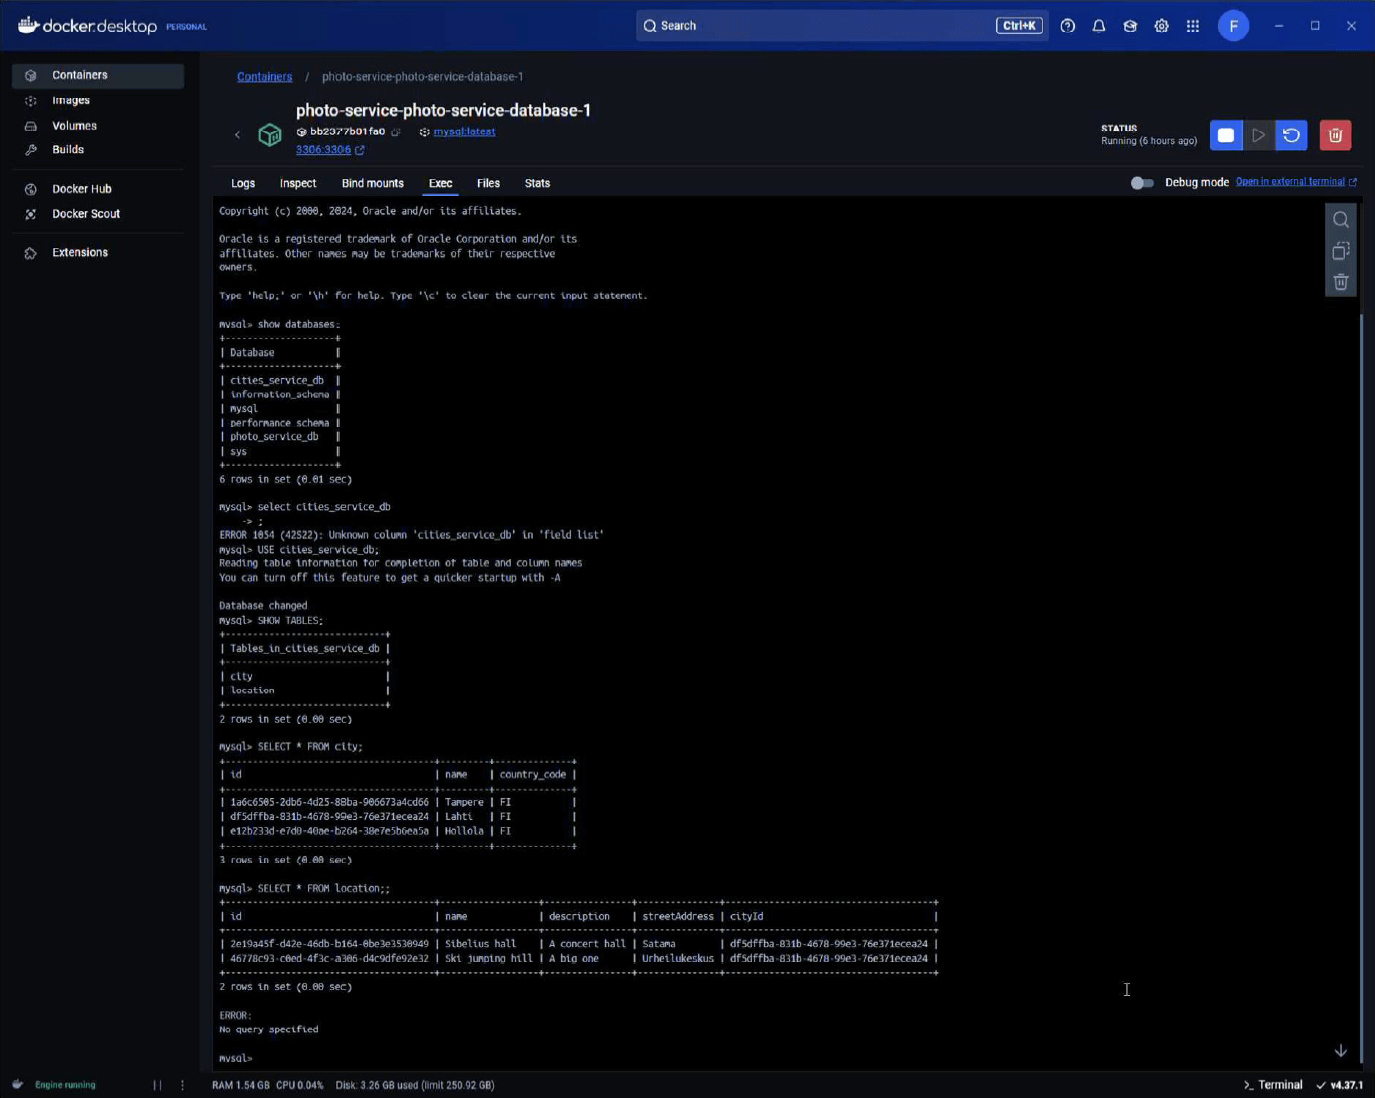 docker.desktop PERSONAL
Search Ctrl+K
F
Containers
Images
Volumes
Builds
Docker Hub
Docker Scout
Extensions
Containers / photo-service-photo-service-database-1
photo-service-photo-service-database-1
bb2377b01fa0 mysql:latest
3306:3306
STATUS
Running (6 hours ago)
Logs Inspect Bind mounts Exec Files Stats
Debug mode Open in external terminal
Copyright (c) 2000, 2024, Oracle and/or its affiliates.
Oracle is a registered trademark of Oracle Corporation and/or its
affiliates. Other names may be trademarks of their respective
owners.
Type 'help;' or '\h' for help. Type '\c' to clear the current input statement.
mysql> show databases;
+--------------------+
| Database           |
+--------------------+
| cities_service_db  |
| information_schema |
| mysql              |
| performance_schema |
| photo_service_db   |
| sys                |
+--------------------+
6 rows in set (0.01 sec)
mysql> select cities_service_db
    -> ;
ERROR 1054 (42S22): Unknown column 'cities_service_db' in 'field list'
mysql> USE cities_service_db;
Reading table information for completion of table and column names
You can turn off this feature to get a quicker startup with -A
Database changed
mysql> SHOW TABLES;
+-----------------------------+
| Tables_in_cities_service_db |
+-----------------------------+
| city                        |
| location                    |
+-----------------------------+
2 rows in set (0.00 sec)
mysql> SELECT * FROM city;
+--------------------------------------+---------+--------------+
| id                                   | name    | country_code |
+--------------------------------------+---------+--------------+
| 1a6c6505-2db6-4d25-88ba-906673a4cd66 | Tampere | FI           |
| df5dffba-831b-4678-99e3-76e371ecea24 | Lahti   | FI           |
| e12b233d-e7d0-40ae-b264-38e7e5b6ea5a | Hollola | FI           |
+--------------------------------------+---------+--------------+
3 rows in set (0.00 sec)
mysql> SELECT * FROM location;;
+--------------------------------------+------------------+----------------+---------------+--------------------------------------+
| id                                   | name             | description    | streetAddress | cityId                               |
+--------------------------------------+------------------+----------------+---------------+--------------------------------------+
| 2e19a45f-d42e-46db-b164-0be3e3530949 | Sibelius hall    | A concert hall | Satama        | df5dffba-831b-4678-99e3-76e371ecea24 |
| 46778c93-c0ed-4f3c-a306-d4c9dfe92e32 | Ski jumping hill | A big one      | Urheilukeskus | df5dffba-831b-4678-99e3-76e371ecea24 |
+--------------------------------------+------------------+----------------+---------------+--------------------------------------+
2 rows in set (0.00 sec)
ERROR:
No query specified
mysql>
Engine running RAM 1.54 GB CPU 0.04% Disk: 3.26 GB used (limit 250.92 GB) >_ Terminal v4.37.1